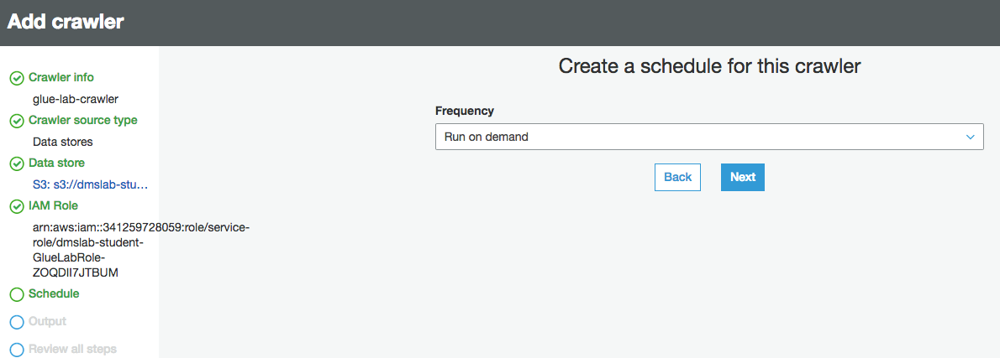 Add crawler
Crawler info
glue-lab-crawler
Crawler source type
Data stores
Data store
S3: s3://dmslab-stu...
IAM Role
arn:aws:iam::341259728059:role/service-
role/dmslab-student-
GlueLabRole-
ZOQDII7JTBUM
Schedule
Output
Review all steps
Create a schedule for this crawler
Frequency
Run on demand
Back
Next